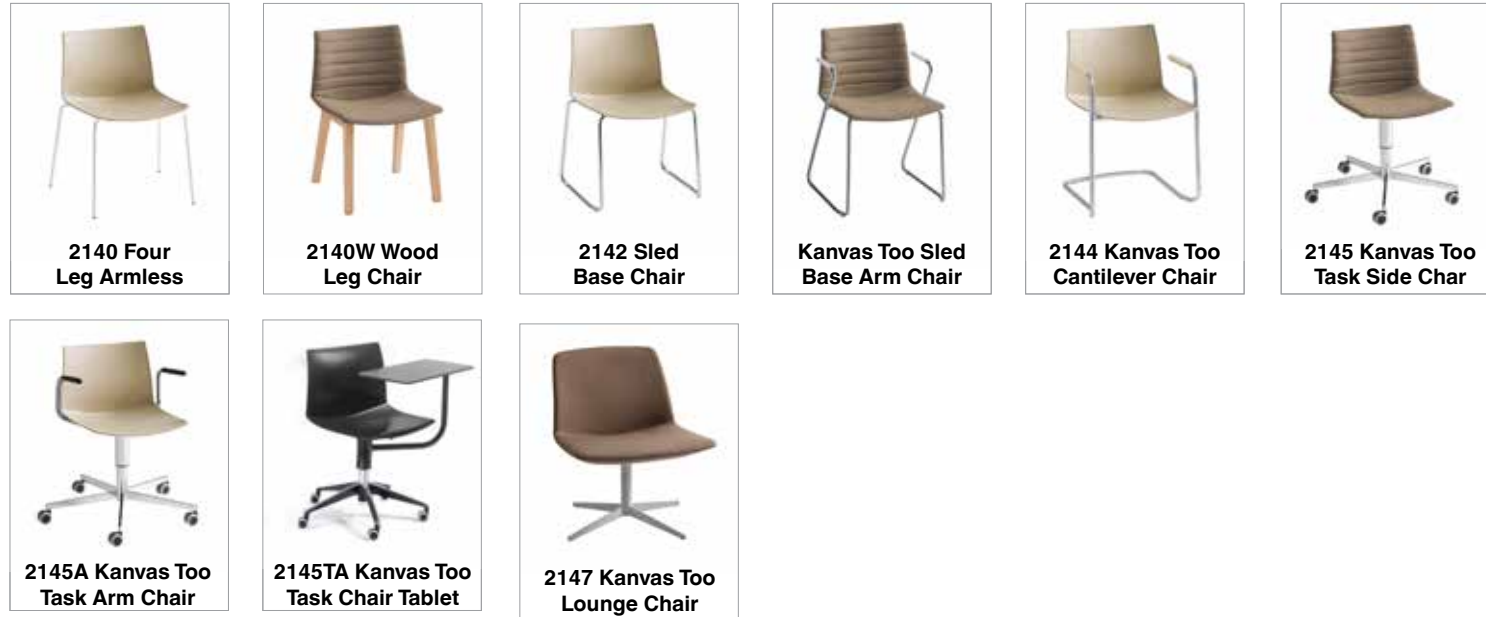 2140 Four
Leg Armless
2140W Wood
Leg Chair
2142 Sled
Base Chair
Kanvas Too Sled
Base Arm Chair
2144 Kanvas Too
Cantilever Chair
2145 Kanvas Too
Task Side Char
2145A Kanvas Too
Task Arm Chair
2145TA Kanvas Too
Task Chair Tablet
2147 Kanvas Too
Lounge Chair